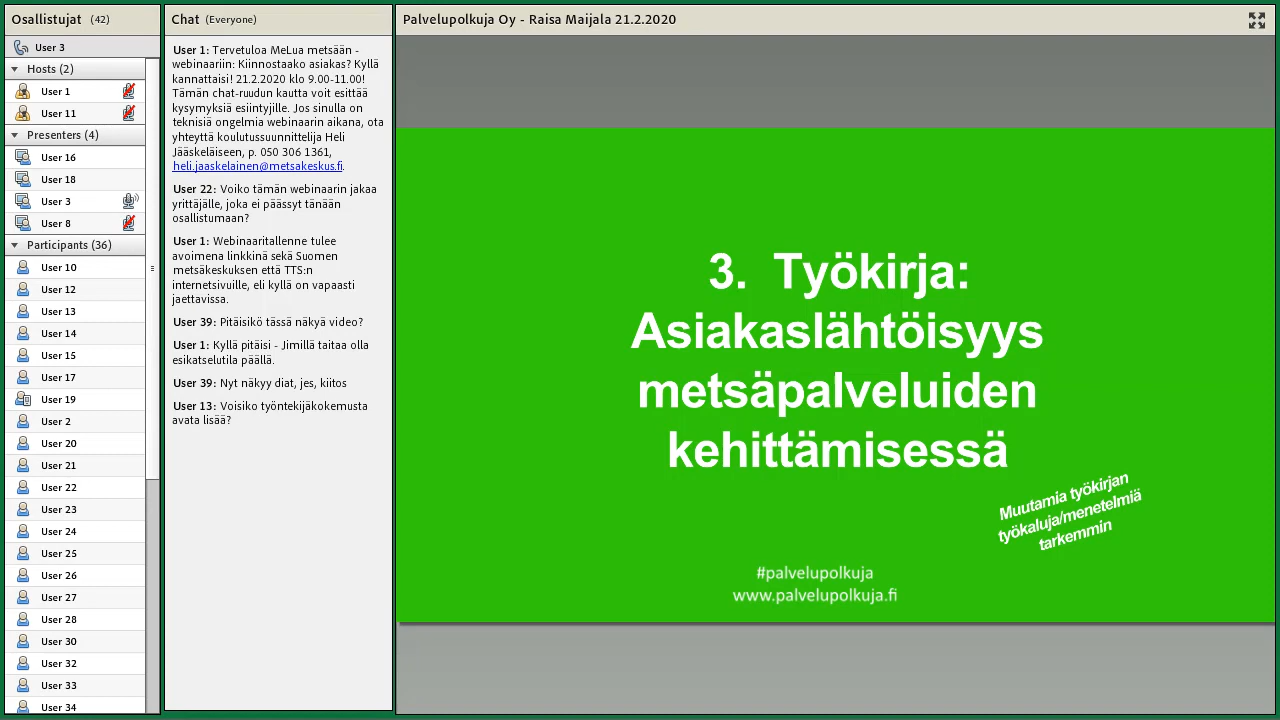 Osallistujat (42)
User 3
Hosts (2)
User 1
User 11
Presenters (4)
User 16
User 18
User 3
User 8
Participants (36)
User 10
User 12
User 13
User 14
User 15
User 17
User 19
User 2
User 20
User 21
User 22
User 23
User 24
User 25
User 26
User 27
User 28
User 30
User 32
User 33
User 34
Chat (Everyone)
User 1: Tervetuloa MeLua metsään -
webinaariin: Kiinnostaako asiakas? Kyllä
kannattaisi! 21.2.2020 klo 9.00-11.00!
Tämän chat-ruudun kautta voit esittää
kysymyksiä esiintyjille. Jos sinulla on
teknisiä ongelmia webinaarin aikana, ota
yhteyttä koulutussuunnittelija Heli
Jääskeläiseen, p. 050 306 1361,
heli.jaaskelainen@metsakeskus.fi.
User 22: Voiko tämän webinaarin jakaa
yrittäjälle, joka ei päässyt tänään
osallistumaan?
User 1: Webinaaritallenne tulee
avoimena linkkinä sekä Suomen
metsäkeskuksen että TTS:n
internetsivuille, eli kyllä on vapaasti
jaettavissa.
User 39: Pitäisikö tässä näkyä video?
User 1: Kyllä pitäisi - Jimillä taitaa olla
esikatselutila päällä.
User 39: Nyt näkyy diat, jes, kiitos
User 13: Voisiko työntekijäkokemusta
avata lisää?
Palvelupolkuja Oy - Raisa Maijala 21.2.2020
3. Työkirja:
Asiakaslähtöisyys
metsäpalveluiden
kehittämisessä
Muutamia työkirjan
työkaluja/menetelmiä
tarkemmin
#palvelupolkuja
www.palvelupolkuja.fi